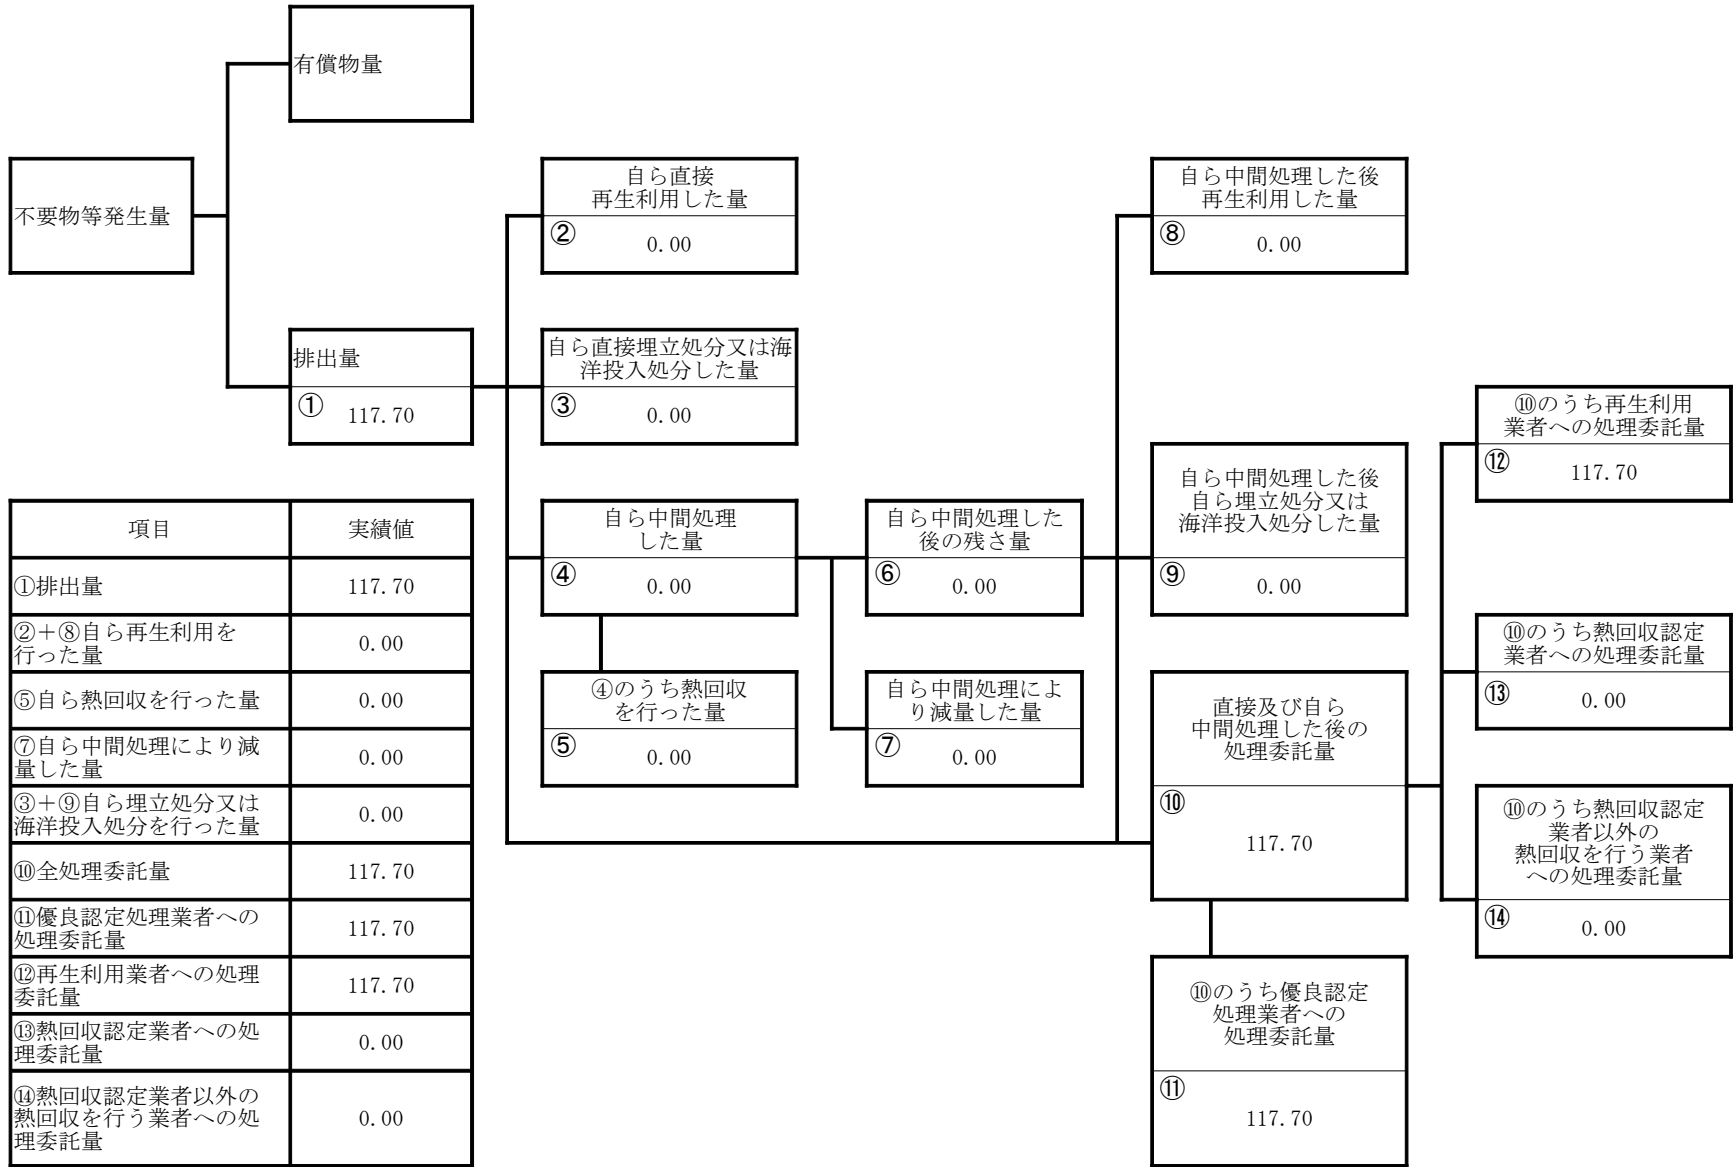 有償物量
不要物等発生量
排出量
①
117.70
自ら直接
再生利用した量
②
0.00
自ら直接埋立処分又は海
洋投入処分した量
③
0.00
自ら中間処理
した量
④
0.00
④のうち熱回収
を行った量
⑤
0.00
自ら中間処理した
後の残さ量
⑥
0.00
自ら中間処理によ
り減量した量
⑦
0.00
自ら中間処理した後
再生利用した量
⑧
0.00
自ら中間処理した後
自ら埋立処分又は
海洋投入処分した量
⑨
0.00
直接及び自ら
中間処理した後の
処理委託量
⑩
117.70
⑩のうち優良認定
処理業者への
処理委託量
⑪
117.70
⑩のうち再生利用
業者への処理委託量
⑫
117.70
⑩のうち熱回収認定
業者への処理委託量
⑬
0.00
⑩のうち熱回収認定
業者以外の
熱回収を行う業者
への処理委託量
⑭
0.00
項目 実績値
①排出量 117.70
②+⑧自ら再生利用を
行った量 0.00
⑤自ら熱回収を行った量 0.00
⑦自ら中間処理により減
量した量 0.00
③+⑨自ら埋立処分又は
海洋投入処分を行った量 0.00
⑩全処理委託量 117.70
⑪優良認定処理業者への
処理委託量 117.70
⑫再生利用業者への処理
委託量 117.70
⑬熱回収認定業者への処
理委託量 0.00
⑭熱回収認定業者以外の
熱回収を行う業者への処
理委託量 0.00